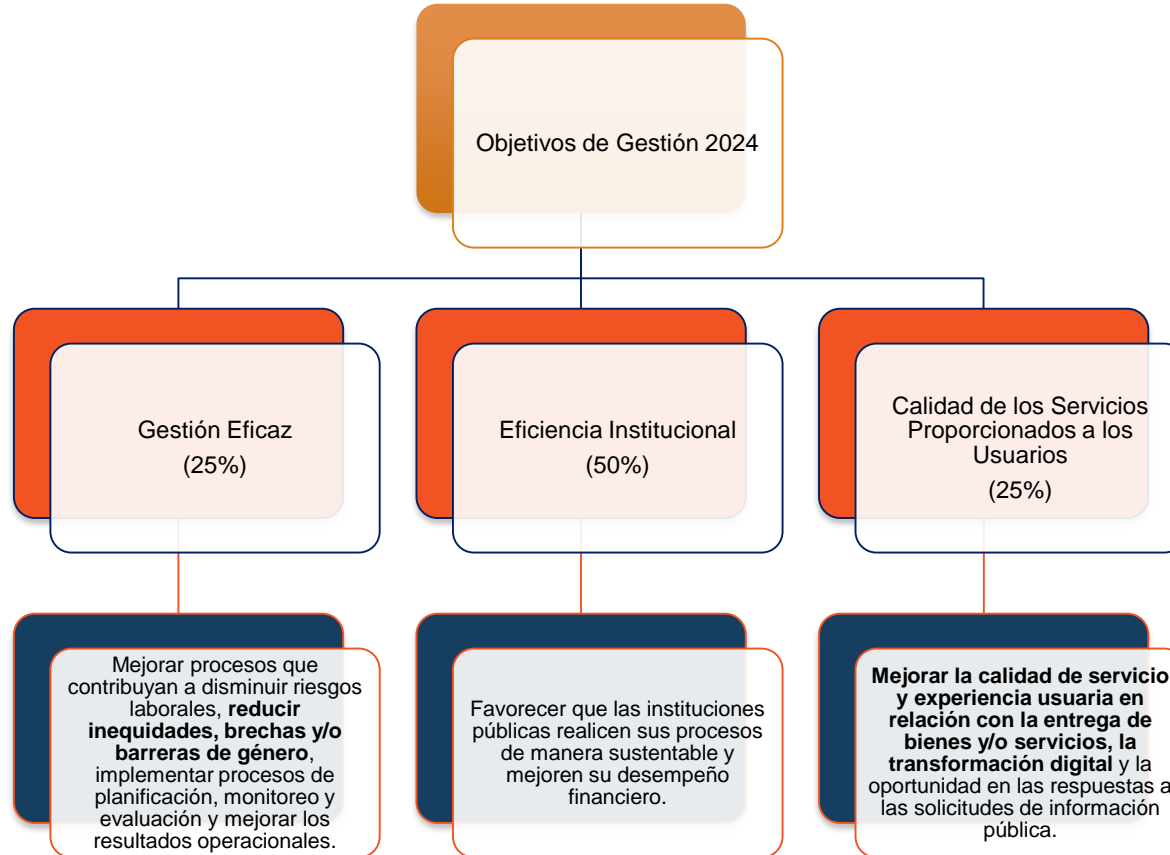 Objetivos de Gestión 2024
Gestión Eficaz
(25%)
Eficiencia Institucional
(50%)
Calidad de los Servicios
Proporcionados a los
Usuarios
(25%)
Mejorar procesos que
contribuyan a disminuir riesgos
laborales, reducir
inequidades, brechas y/o
barreras de género,
implementar procesos de
planificación, monitoreo y
evaluación y mejorar los
resultados operacionales.
Favorecer que las instituciones
públicas realicen sus procesos
de manera sustentable y
mejoren su desempeño
financiero.
Mejorar la calidad de servicio
y experiencia usuaria en
relación con la entrega de
bienes y/o servicios, la
transformación digital y la
oportunidad en las respuestas a
las solicitudes de información
pública.